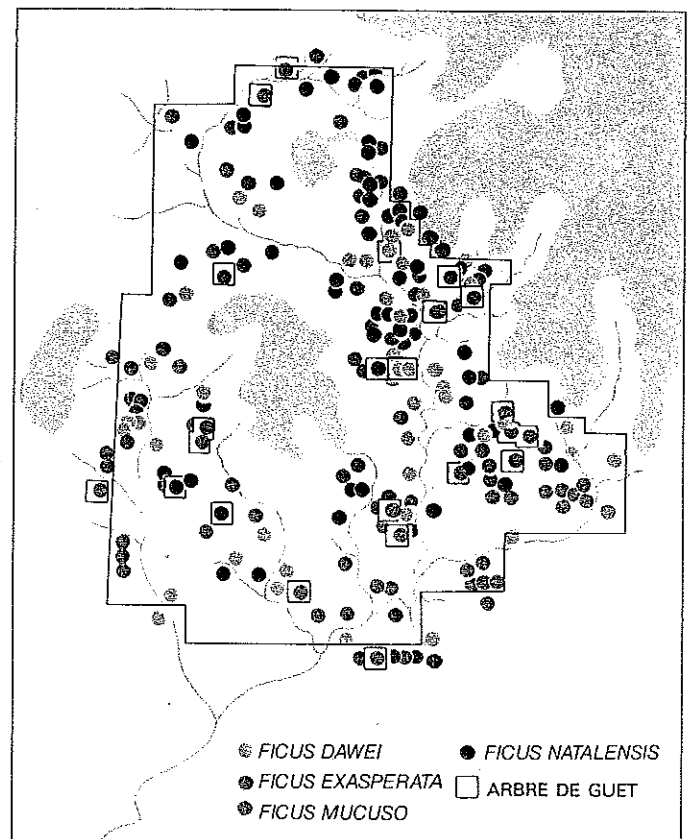 FICUS DAWEI
FICUS EXASPERATA
FICUS MUCUSO
FICUS NATALENSIS
ARBRE DE GUET